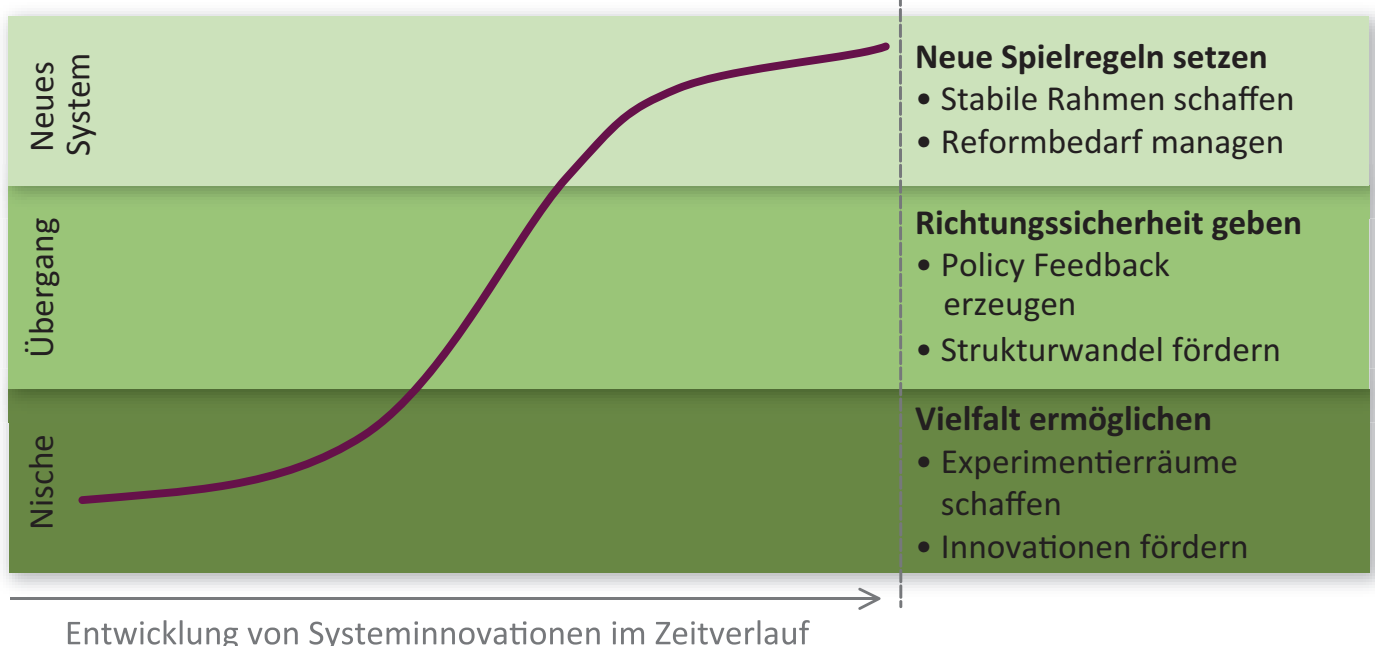 Neues
System
Neue Spielregeln setzen
• Stabile Rahmen schaffen
• Reformbedarf managen
Übergang
Richtungssicherheit geben
• Policy Feedback
erzeugen
• Strukturwandel fördern
Nische
Vielfalt ermöglichen
• Experimentierräume
schaffen
• Innovationen fördern
Entwicklung von Systeminnovationen im Zeitverlauf